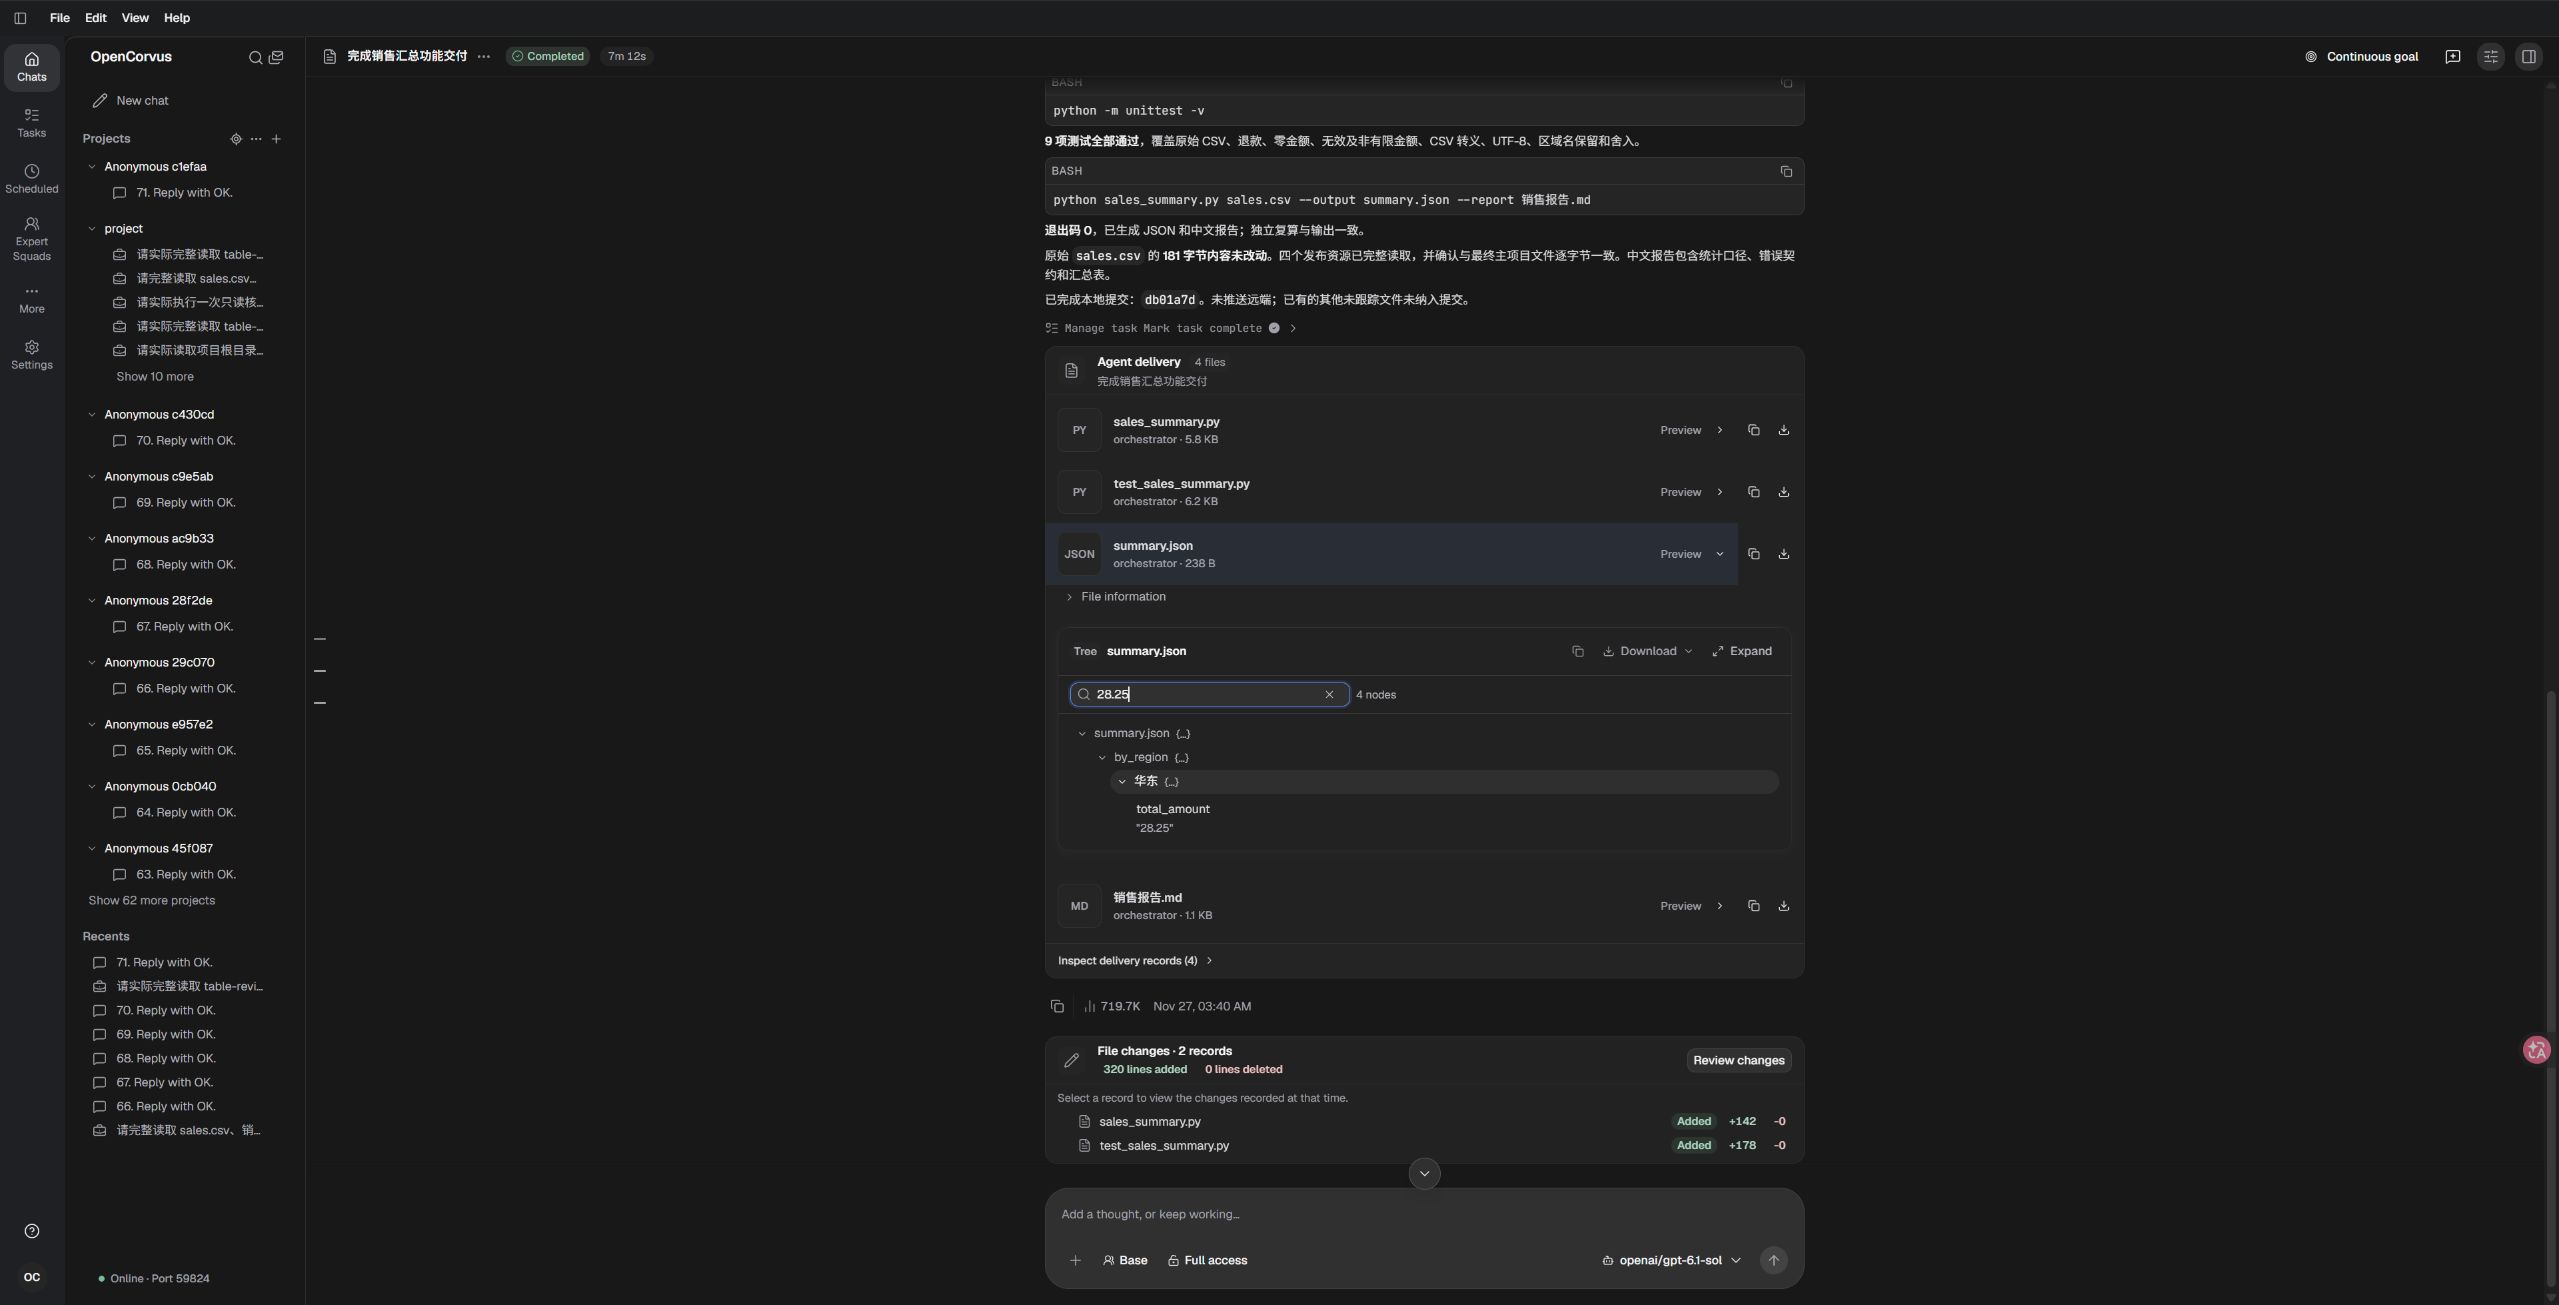 File Edit View Help
Chats
Tasks
Scheduled
Expert
Squads
More
Settings
OC
OpenCorvus
New chat
Projects
Anonymous c1efaa
71. Reply with OK.
project
请实际完整读取 table-...
请完整读取 sales.csv...
请实际执行一次只读核...
请实际完整读取 table-...
请实际读取项目根目录...
Show 10 more
Anonymous c430cd
70. Reply with OK.
Anonymous c9e5ab
69. Reply with OK.
Anonymous ac9b33
68. Reply with OK.
Anonymous 28f2de
67. Reply with OK.
Anonymous 29c070
66. Reply with OK.
Anonymous e957e2
65. Reply with OK.
Anonymous 0cb040
64. Reply with OK.
Anonymous 45f087
63. Reply with OK.
Show 62 more projects
Recents
71. Reply with OK.
请实际完整读取 table-revi...
70. Reply with OK.
69. Reply with OK.
68. Reply with OK.
67. Reply with OK.
66. Reply with OK.
请完整读取 sales.csv、销...
Online · Port 59824
完成销售汇总功能交付 ··· Completed 7m 12s
Continuous goal
BASH
python -m unittest -v
9 项测试全部通过，覆盖原始 CSV、退款、零金额、无效及非有限金额、CSV 转义、UTF-8、区域名保留和舍入。
BASH
python sales_summary.py sales.csv --output summary.json --report 销售报告.md
退出码 0，已生成 JSON 和中文报告；独立复算与输出一致。
原始 sales.csv 的 181 字节内容未改动。四个发布资源已完整读取，并确认与最终主项目文件逐字节一致。中文报告包含统计口径、错误契
约和汇总表。
已完成本地提交：db01a7d。未推送远端；已有的其他未跟踪文件未纳入提交。
Manage task Mark task complete
Agent delivery 4 files
完成销售汇总功能交付
PY
sales_summary.py
orchestrator · 5.8 KB
Preview
PY
test_sales_summary.py
orchestrator · 6.2 KB
Preview
JSON
summary.json
orchestrator · 238 B
Preview
File information
Tree summary.json
Download
Expand
28.25
4 nodes
summary.json {...}
by_region {...}
华东 {...}
total_amount
"28.25"
MD
销售报告.md
orchestrator · 1.1 KB
Preview
Inspect delivery records (4)
719.7K Nov 27, 03:40 AM
File changes · 2 records
320 lines added 0 lines deleted
Review changes
Select a record to view the changes recorded at that time.
sales_summary.py Added +142 -0
test_sales_summary.py Added +178 -0
Add a thought, or keep working...
Base Full access
openai/gpt-6.1-sol